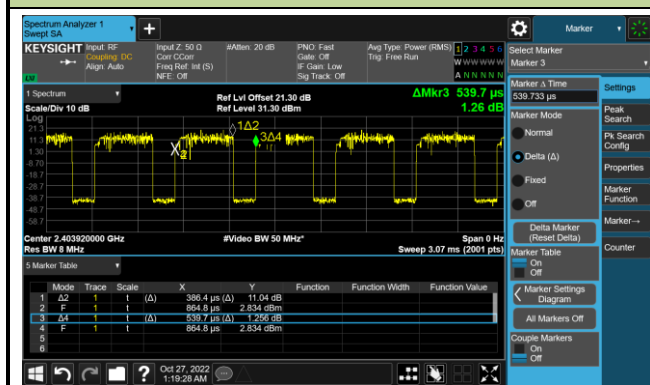 Spectrum Analyzer 1
Swept SA
+
Marker
KEYSIGHT Input: RF Input Z: 50 Ω #Atten: 20 dB PNO: Fast Avg Type: Power (RMS) 1 2 3 4 5 6
Coupling: DC Corr CCorr Gate: Off Trig: Free Run
Align: Auto Freq Ref: Int (S) IF Gain: Low W W W W W W
NFE: Off Sig Track: Off A N N N N N
LXI
Select Marker
Marker 3
1 Spectrum
Ref Lvl Offset 21.30 dB
ΔMkr3 539.7 µs
Scale/Div 10 dB
Ref Level 31.30 dBm
1.26 dB
Log
21.3
11.3
1.30
-8.70
-18.7
-28.7
-38.7
-48.7
-58.7
1Δ2
3Δ4
Center 2.403920000 GHz
#Video BW 50 MHz*
Span 0 Hz
Res BW 8 MHz
Sweep 3.07 ms (2001 pts)
5 Marker Table
Mode Trace Scale X Y Function Function Width Function Value
1 Δ2 1 t (Δ) 386.4 µs (Δ) 11.04 dB
2 F 1 t 864.8 µs 2.834 dBm
3 Δ4 1 t (Δ) 539.7 µs (Δ) 1.256 dB
4 F 1 t 864.8 µs 2.834 dBm
5
6
Marker Δ Time
539.733 µs
Marker Mode
Normal
Delta (Δ)
Fixed
Off
Delta Marker
(Reset Delta)
Marker Table
On
Off
Marker Settings
Diagram
All Markers Off
Couple Markers
On
Off
Settings
Peak
Search
Pk Search
Config
Properties
Marker
Function
Marker→
Counter
?
Oct 27, 2022
1:19:28 AM